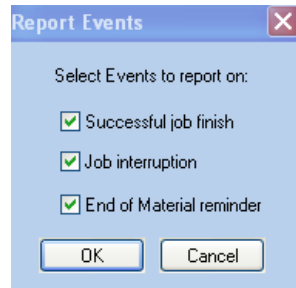 Report Events
Select Events to report on:
Successful job finish
Job interruption
End of Material reminder
OK Cancel